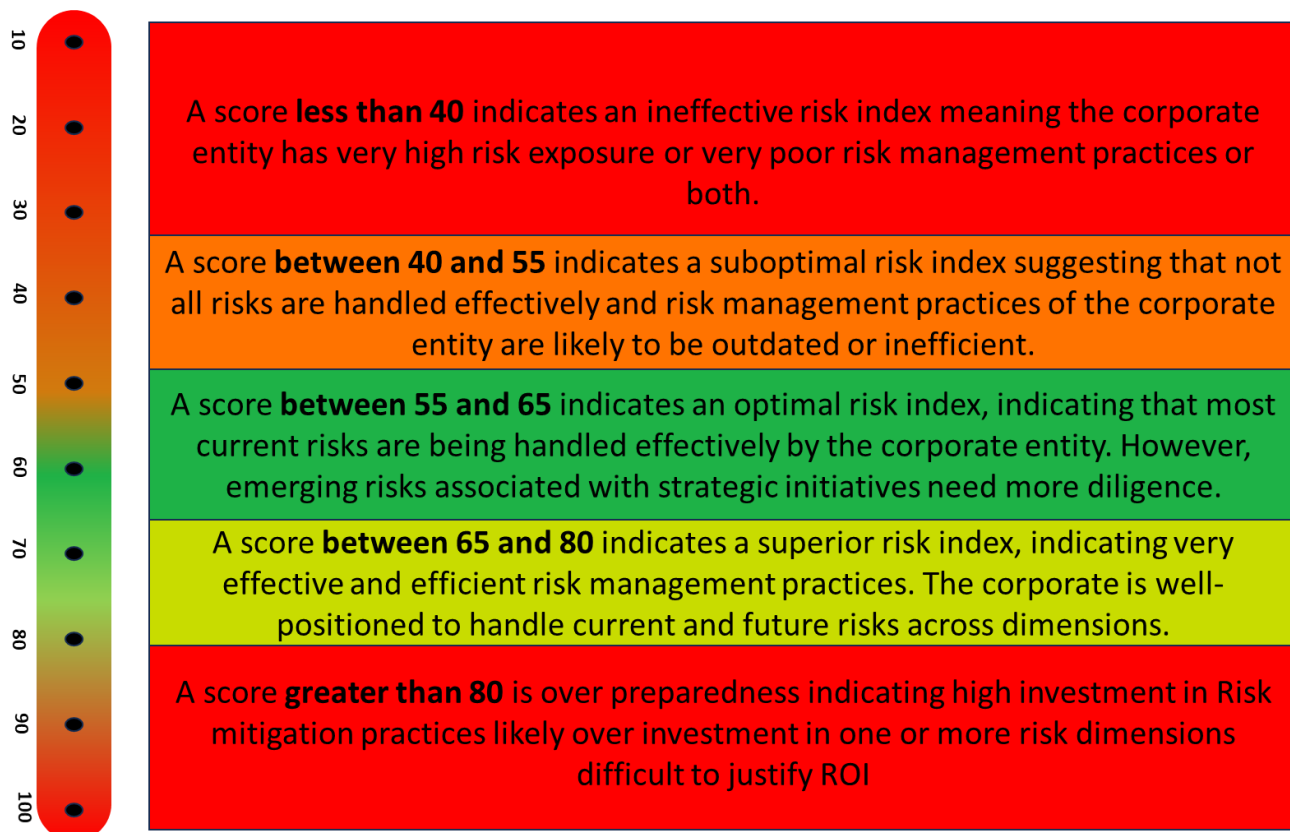 10
20
30
40
50
60
70
80
90
100
A score less than 40 indicates an ineffective risk index meaning the corporate
entity has very high risk exposure or very poor risk management practices or
both.
A score between 40 and 55 indicates a suboptimal risk index suggesting that not
all risks are handled effectively and risk management practices of the corporate
entity are likely to be outdated or inefficient.
A score between 55 and 65 indicates an optimal risk index, indicating that most
current risks are being handled effectively by the corporate entity. However,
emerging risks associated with strategic initiatives need more diligence.
A score between 65 and 80 indicates a superior risk index, indicating very
effective and efficient risk management practices. The corporate is well-
positioned to handle current and future risks across dimensions.
A score greater than 80 is over preparedness indicating high investment in Risk
mitigation practices likely over investment in one or more risk dimensions
difficult to justify ROI